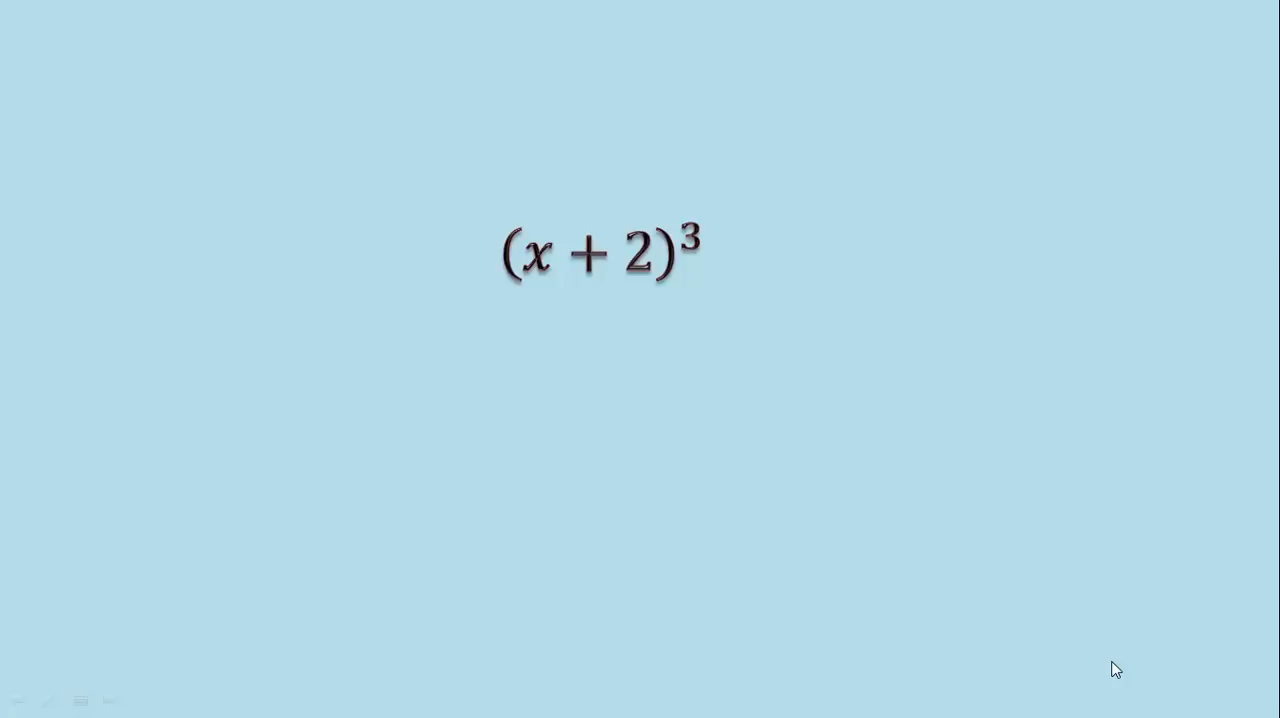 (x + 2)³